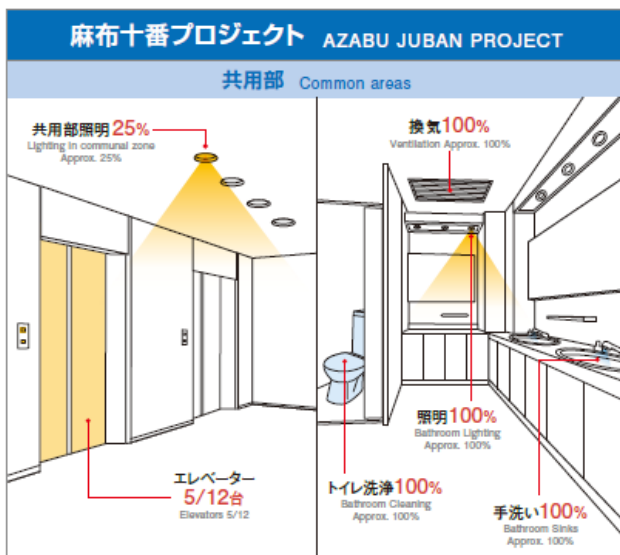 麻布十番プロジェクト AZABU JUBAN PROJECT
共用部 Common areas
共用部照明25%
Lighting in communal zone
Approx. 25%
エレベーター
5/12台
Elevators 5/12
換気100%
Ventilation Approx. 100%
照明100%
Bathroom Lighting
Approx. 100%
トイレ洗浄100%
Bathroom Cleaning
Approx. 100%
手洗い100%
Bathroom Sinks
Approx. 100%